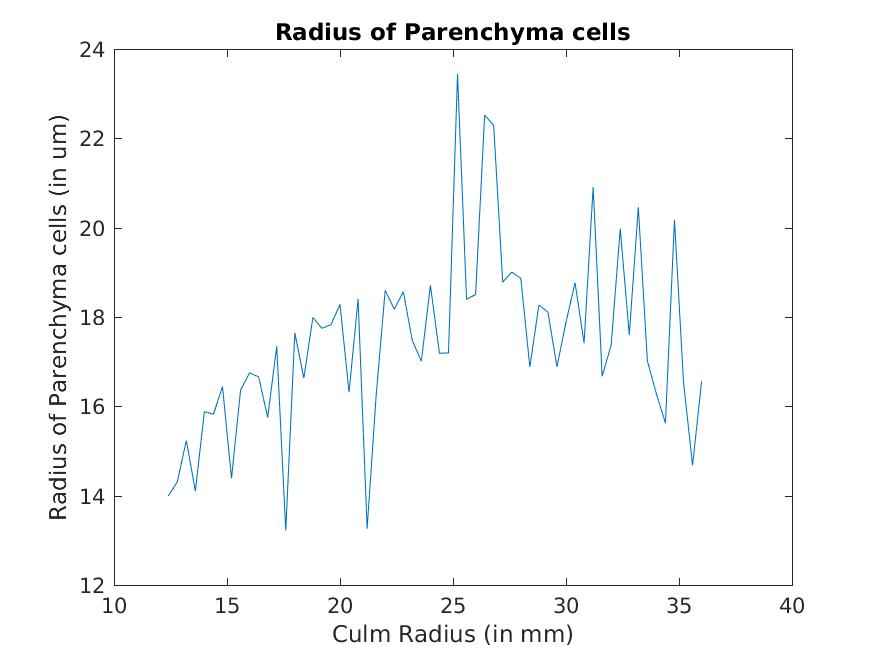 Radius of Parenchyma cells
24
22
20
18
16
14
12
Radius of Parenchyma cells (in um)
10 15 20 25 30 35 40
Culm Radius (in mm)